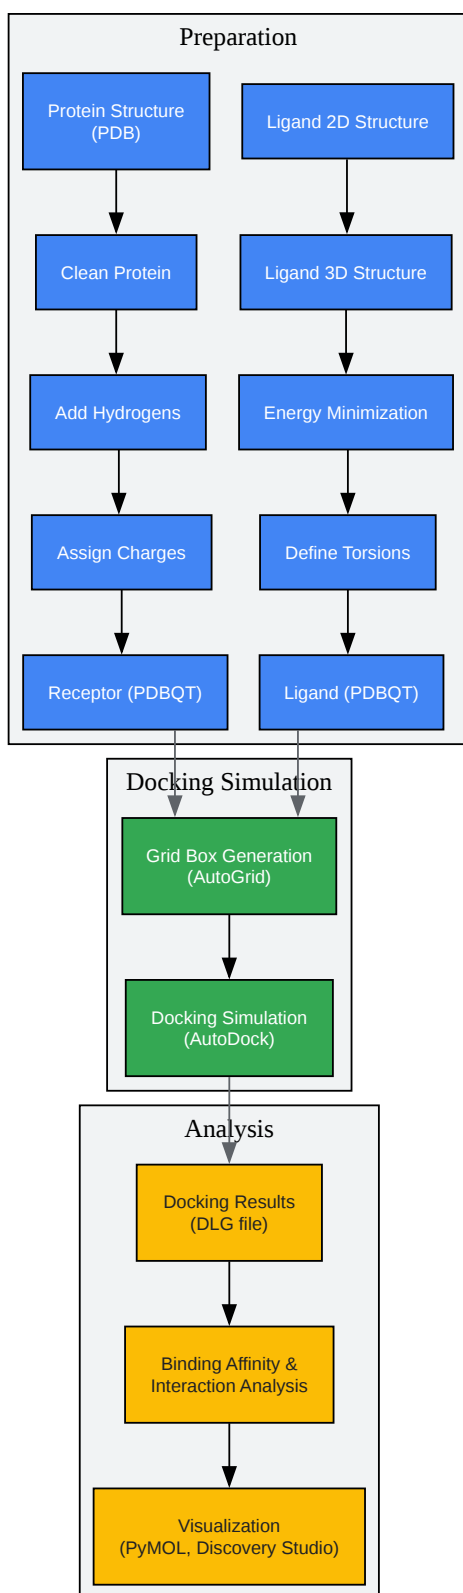 Preparation
Protein Structure
(PDB)
Ligand 2D Structure
Clean Protein
Ligand 3D Structure
Add Hydrogens
Energy Minimization
Assign Charges
Define Torsions
Receptor (PDBQT)
Ligand (PDBQT)
Docking Simulation
Grid Box Generation
(AutoGrid)
Docking Simulation
(AutoDock)
Analysis
Docking Results
(DLG file)
Binding Affinity &
Interaction Analysis
Visualization
(PyMOL, Discovery Studio)